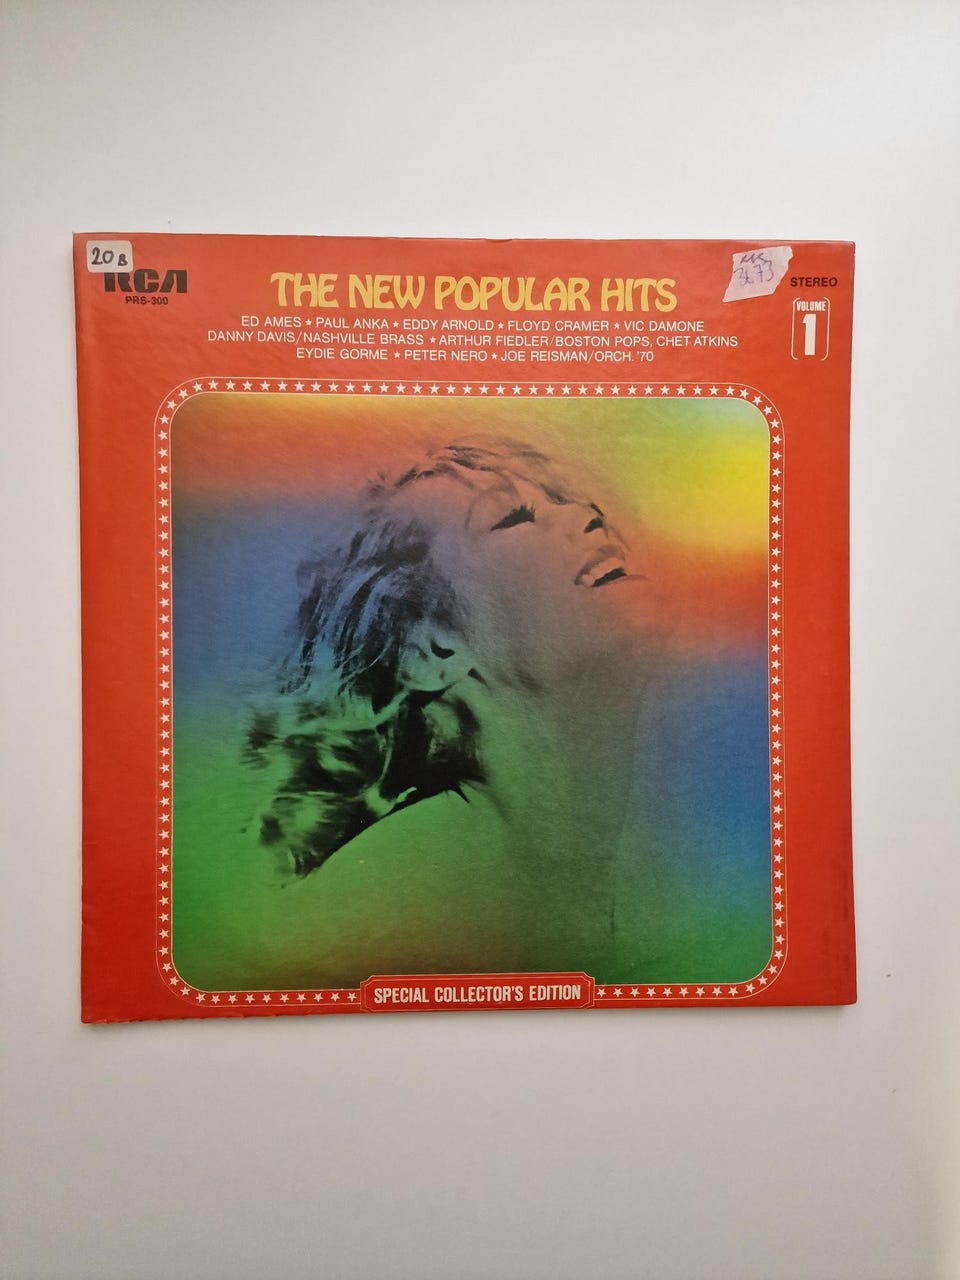 20 B
RCA
PRS-300
THE NEW POPULAR HITS
3673
STEREO
VOLUME
1
ED AMES ★ PAUL ANKA ★ EDDY ARNOLD ★ FLOYD CRAMER ★ VIC DAMONE
DANNY DAVIS/NASHVILLE BRASS ★ ARTHUR FIEDLER/BOSTON POPS, CHET ATKINS
EYDIE GORME ★ PETER NERO ★ JOE REISMAN/ORCH. '70
SPECIAL COLLECTOR'S EDITION